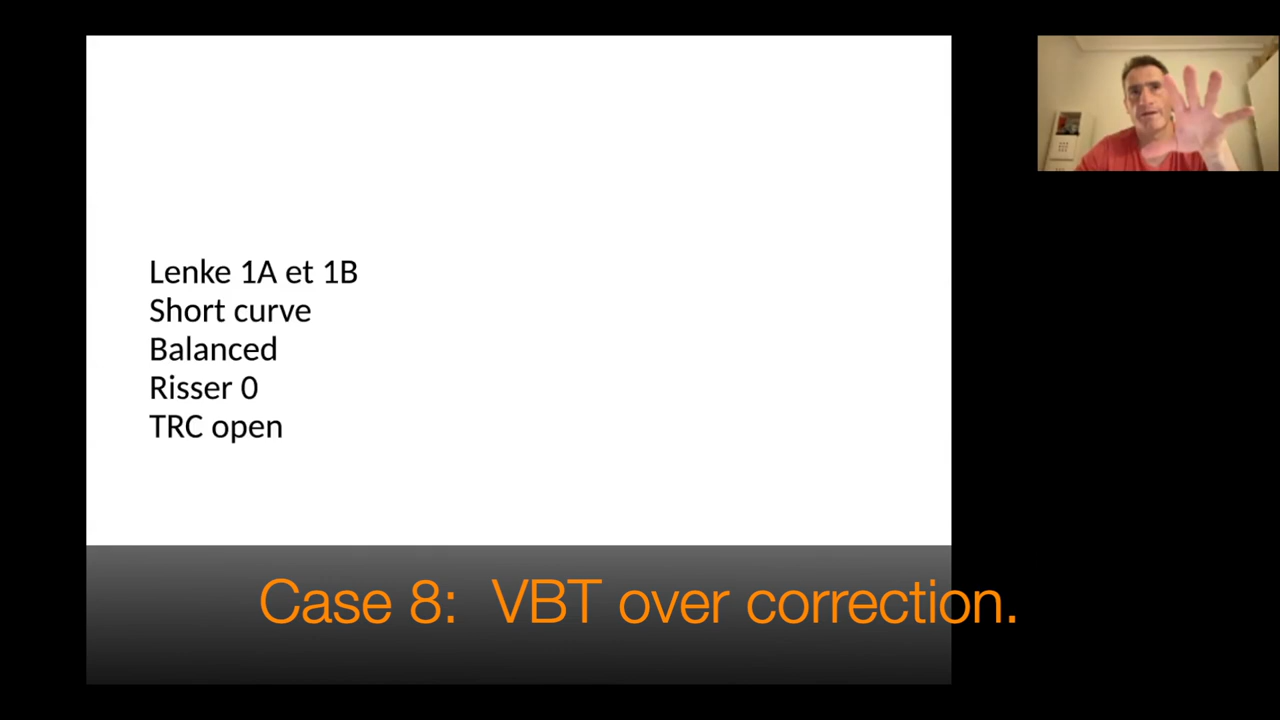 Lenke 1A et 1B
Short curve
Balanced
Risser 0
TRC open
Case 8: VBT over correction.